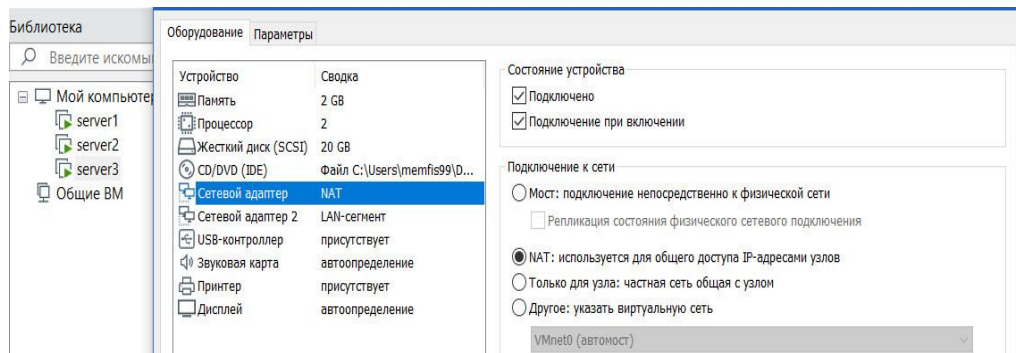 Библиотека
Введите искомы
Мой компьютер
server1
server2
server3
Общие ВМ
Оборудование Параметры
Устройство Сводка
Память 2 GB
Процессор 2
Жесткий диск (SCSI) 20 GB
CD/DVD (IDE) Файл C:\Users\memfis99\D...
Сетевой адаптер NAT
Сетевой адаптер 2 LAN-сегмент
USB-контроллер присутствует
Звуковая карта автоопределение
Принтер присутствует
Дисплей автоопределение
Состояние устройства
Подключено
Подключение при включении
Подключение к сети
Мост: подключение непосредственно к физической сети
Репликация состояния физического сетевого подключения
NAT: используется для общего доступа IP-адресами узлов
Только для узла: частная сеть общая с узлом
Другое: указать виртуальную сеть
VMnet0 (автомост)